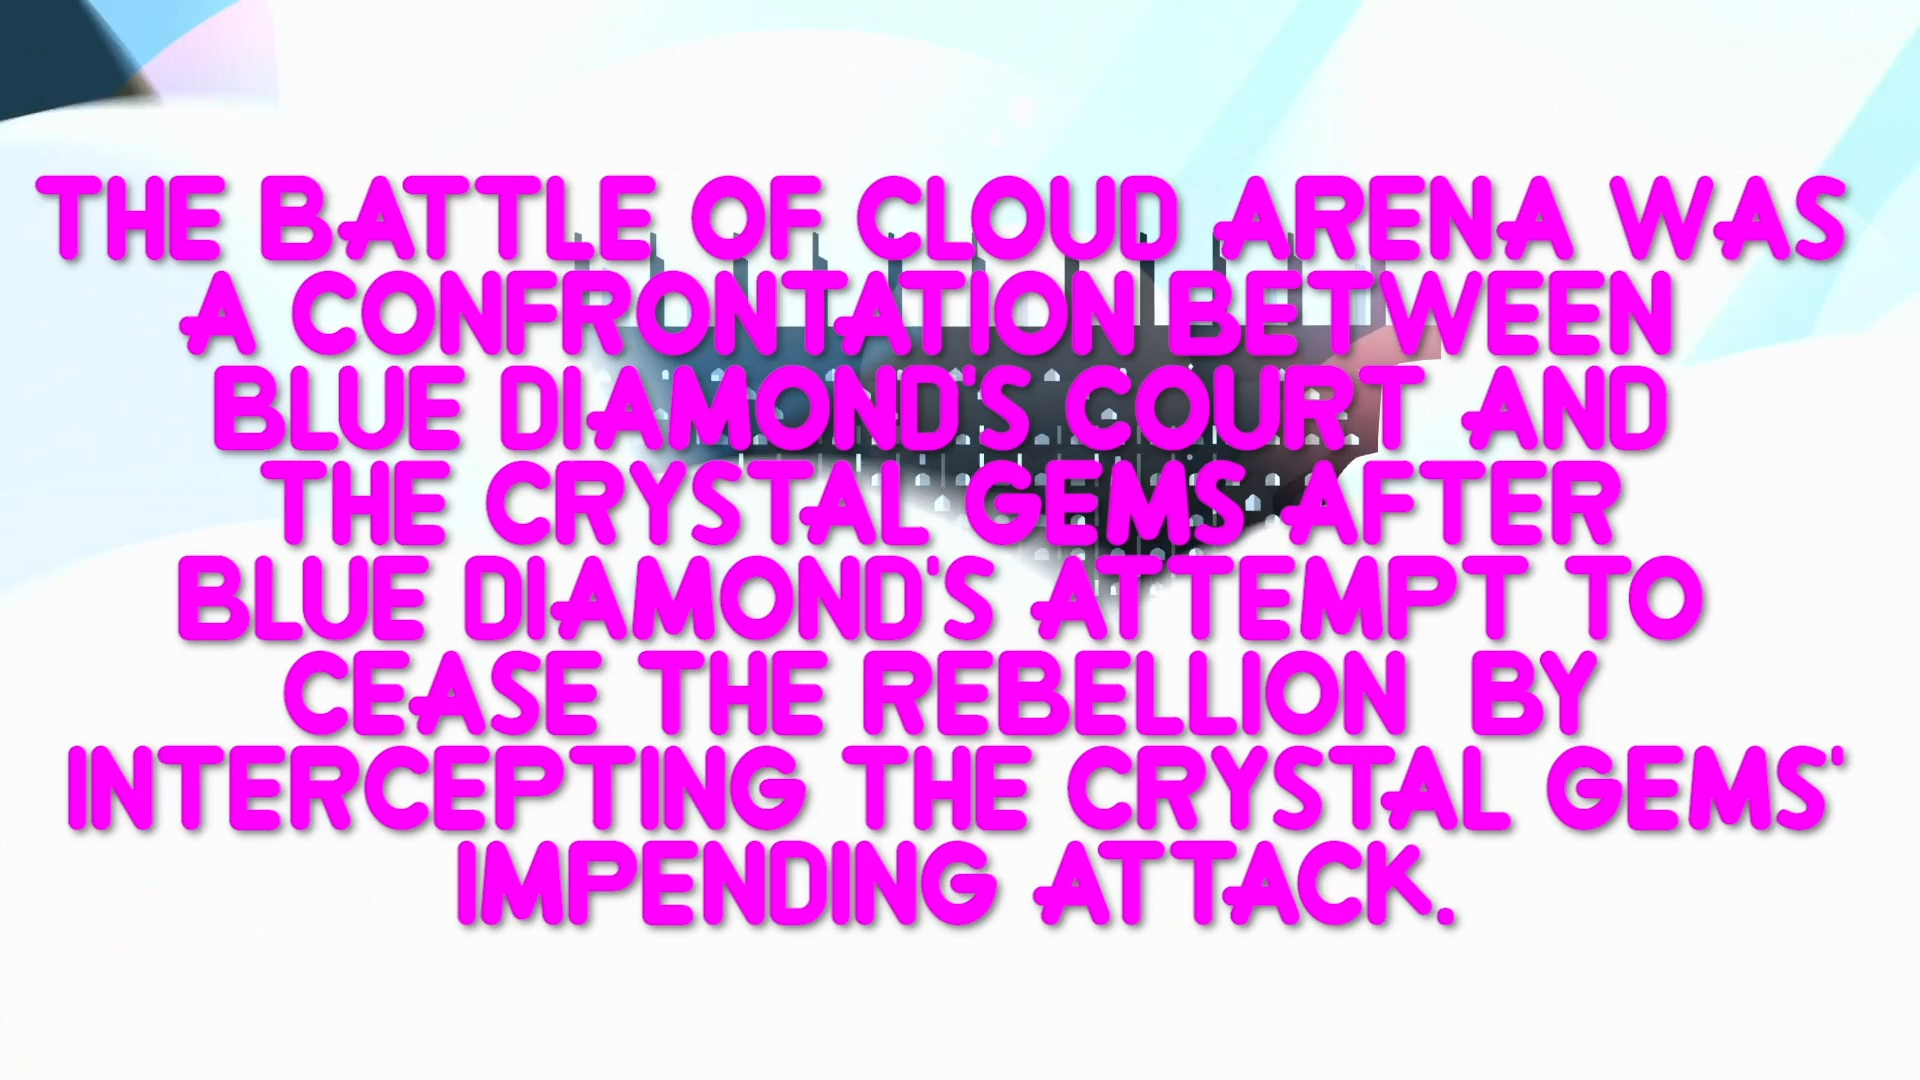 THE BATTLE OF CLOUD ARENA WAS
A CONFRONTATION BETWEEN
BLUE DIAMOND'S COURT AND
THE CRYSTAL GEMS AFTER
BLUE DIAMOND'S ATTEMPT TO
CEASE THE REBELLION BY
INTERCEPTING THE CRYSTAL GEMS'
IMPENDING ATTACK.